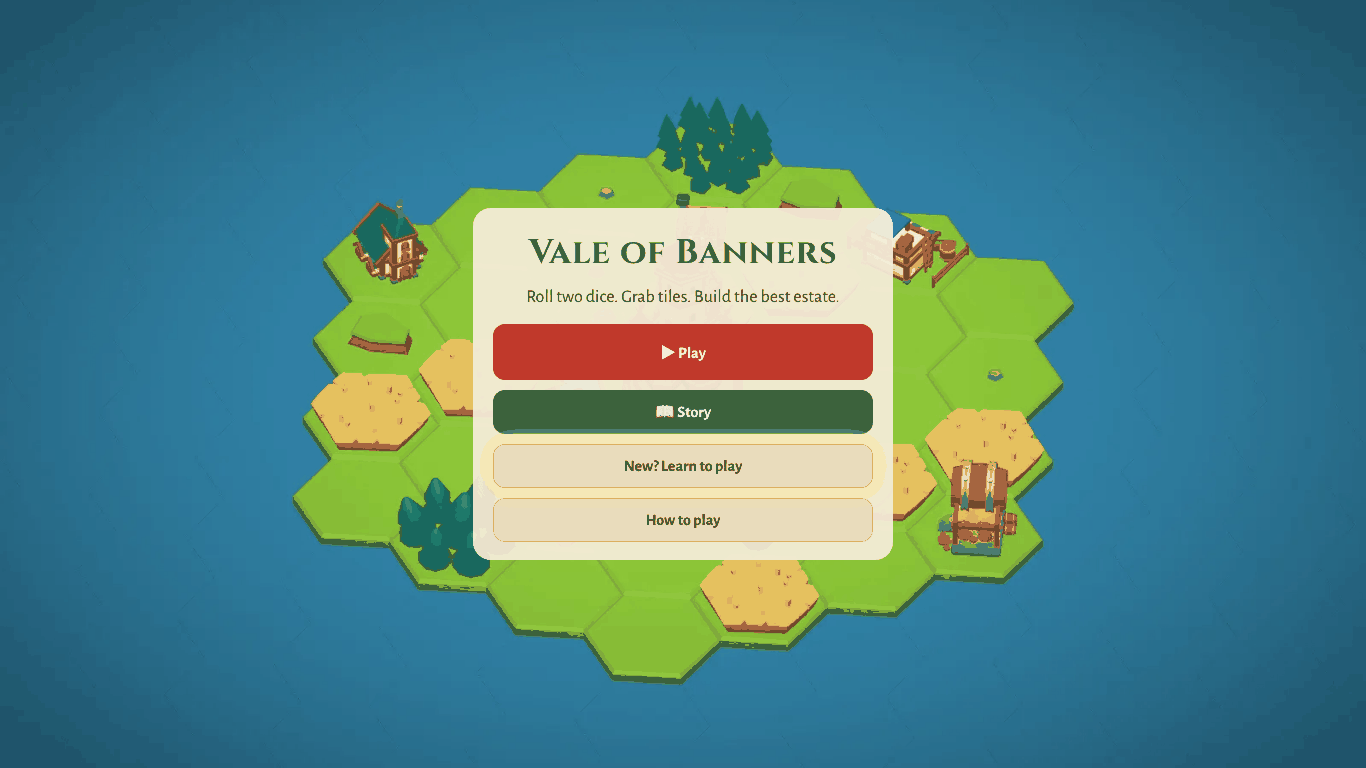 Vale of Banners
Roll two dice. Grab tiles. Build the best estate.
▶ Play
📖 Story
New? Learn to play
How to play